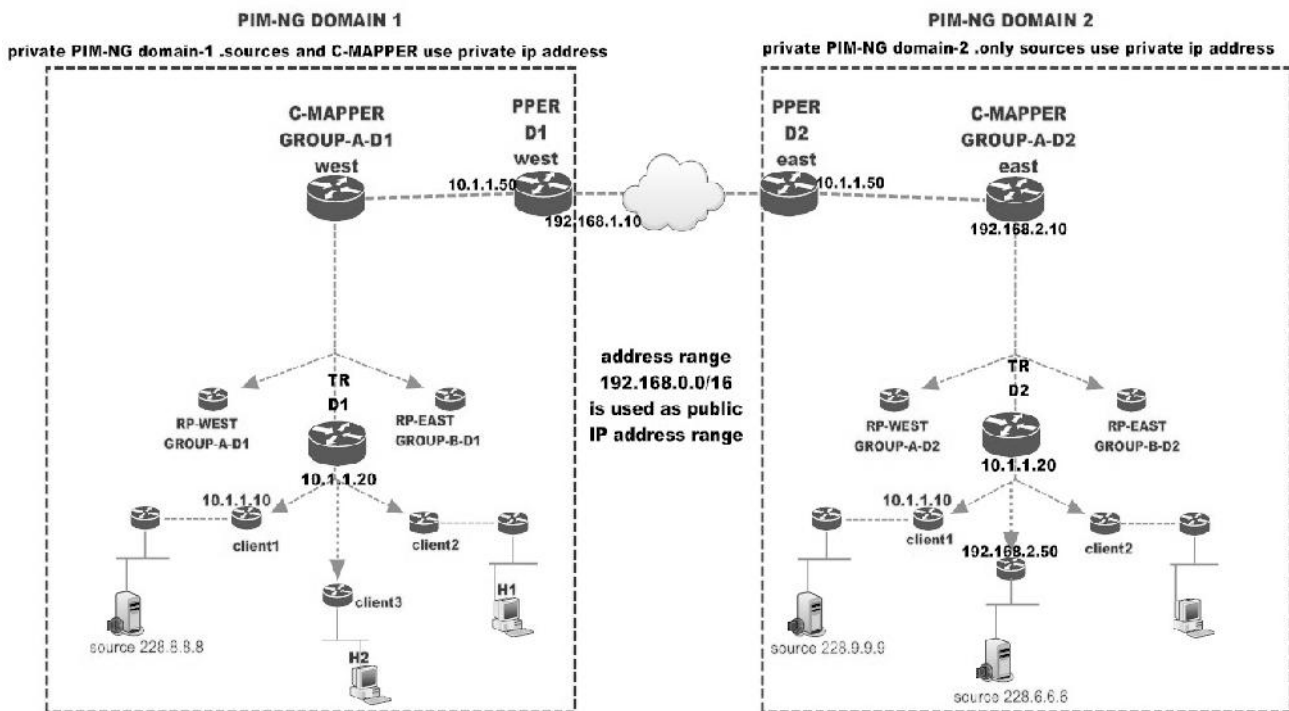 PIM-NG DOMAIN 1
private PIM-NG domain-1 .sources and C-MAPPER use private ip address
C-MAPPER
GROUP-A-D1
west
PPER
D1
west
10.1.1.50
192.168.1.10
RP-WEST
GROUP-A-D1
TR
D1
RP-EAST
GROUP-B-D1
10.1.1.20
10.1.1.10
client1
client2
client3
H1
H2
source 228.8.8.8
address range
192.168.0.0/16
is used as public
IP address range
PIM-NG DOMAIN 2
private PIM-NG domain-2 .only sources use private ip address
PPER
D2
east
10.1.1.50
C-MAPPER
GROUP-A-D2
east
192.168.2.10
RP-WEST
GROUP-A-D2
TR
D2
RP-EAST
GROUP-B-D2
10.1.1.20
10.1.1.10
client1
192.168.2.50
client2
source 228.9.9.9
source 228.6.6.6